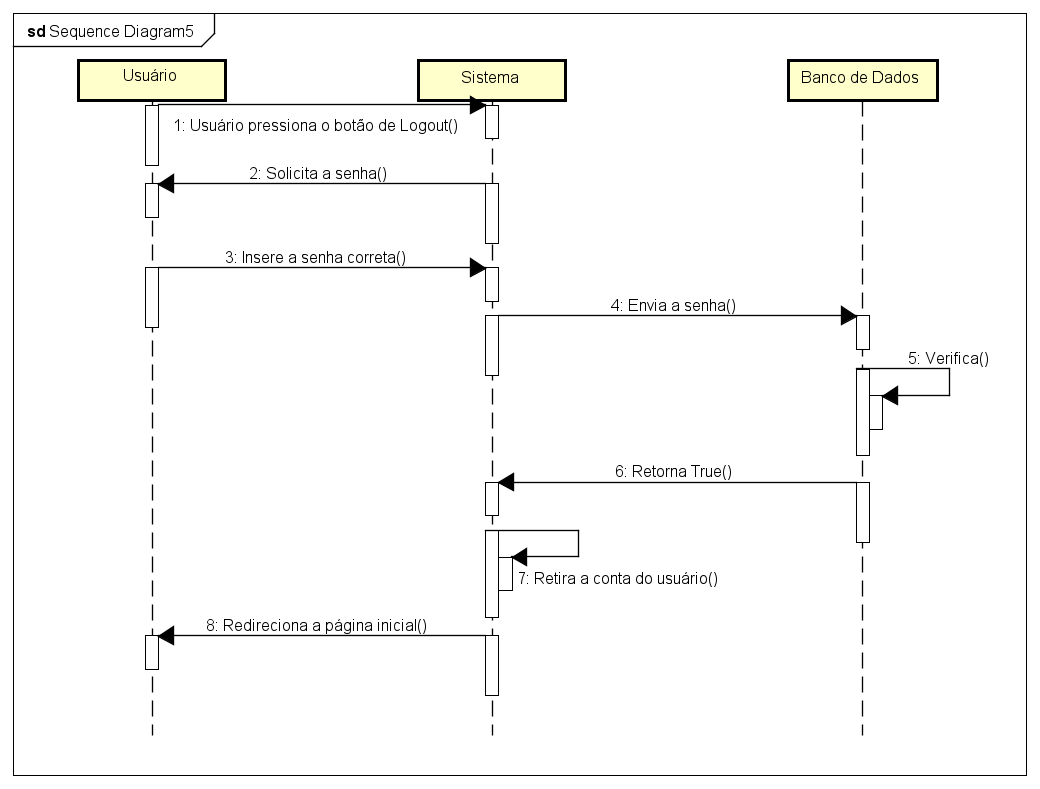 sd Sequence Diagram5
Usuário
Sistema
Banco de Dados
1: Usuário pressiona o botão de Logout()
2: Solicita a senha()
3: Insere a senha correta()
4: Envia a senha()
5: Verifica()
6: Retorna True()
7: Retira a conta do usuário()
8: Redireciona a página inicial()